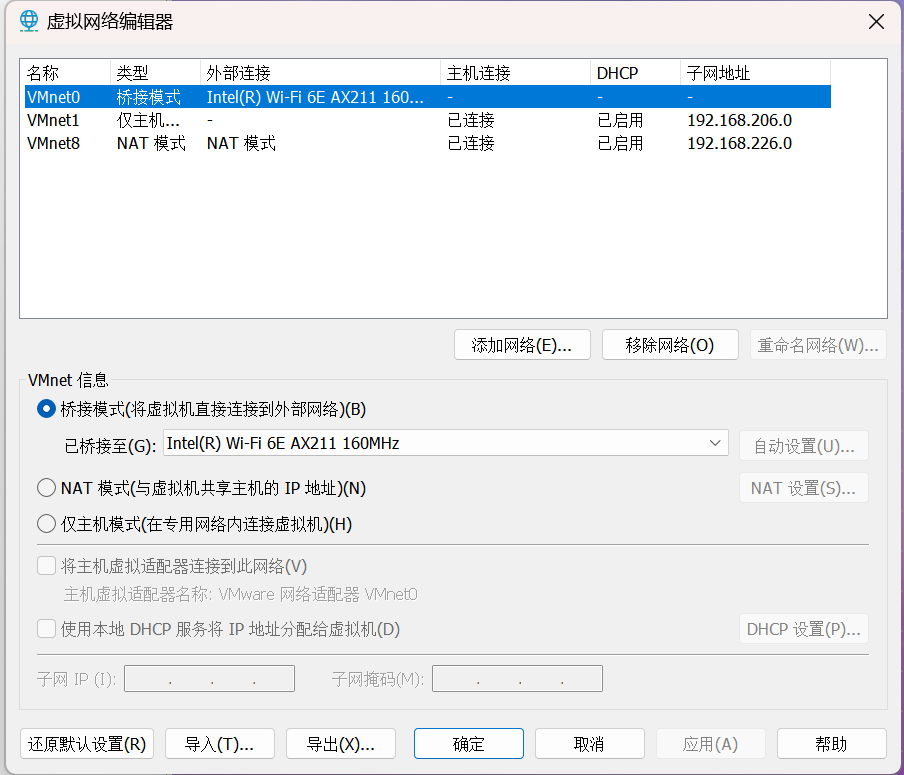 虚拟网络编辑器
名称 类型 外部连接 主机连接 DHCP 子网地址
VMnet0 桥接模式 Intel(R) Wi-Fi 6E AX211 160... - - -
VMnet1 仅主机... - 已连接 已启用 192.168.206.0
VMnet8 NAT 模式 NAT 模式 已连接 已启用 192.168.226.0
添加网络(E)... 移除网络(O) 重命名网络(W)...
VMnet 信息
桥接模式(将虚拟机直接连接到外部网络)(B)
已桥接至(G): Intel(R) Wi-Fi 6E AX211 160MHz 自动设置(U)...
NAT 模式(与虚拟机共享主机的 IP 地址)(N) NAT 设置(S)...
仅主机模式(在专用网络内连接虚拟机)(H)
将主机虚拟适配器连接到此网络(V)
主机虚拟适配器名称: VMware 网络适配器 VMnet0
使用本地 DHCP 服务将 IP 地址分配给虚拟机(D) DHCP 设置(P)...
子网 IP (I): . . . 子网掩码(M): . . .
还原默认设置(R) 导入(T)... 导出(X)... 确定 取消 应用(A) 帮助